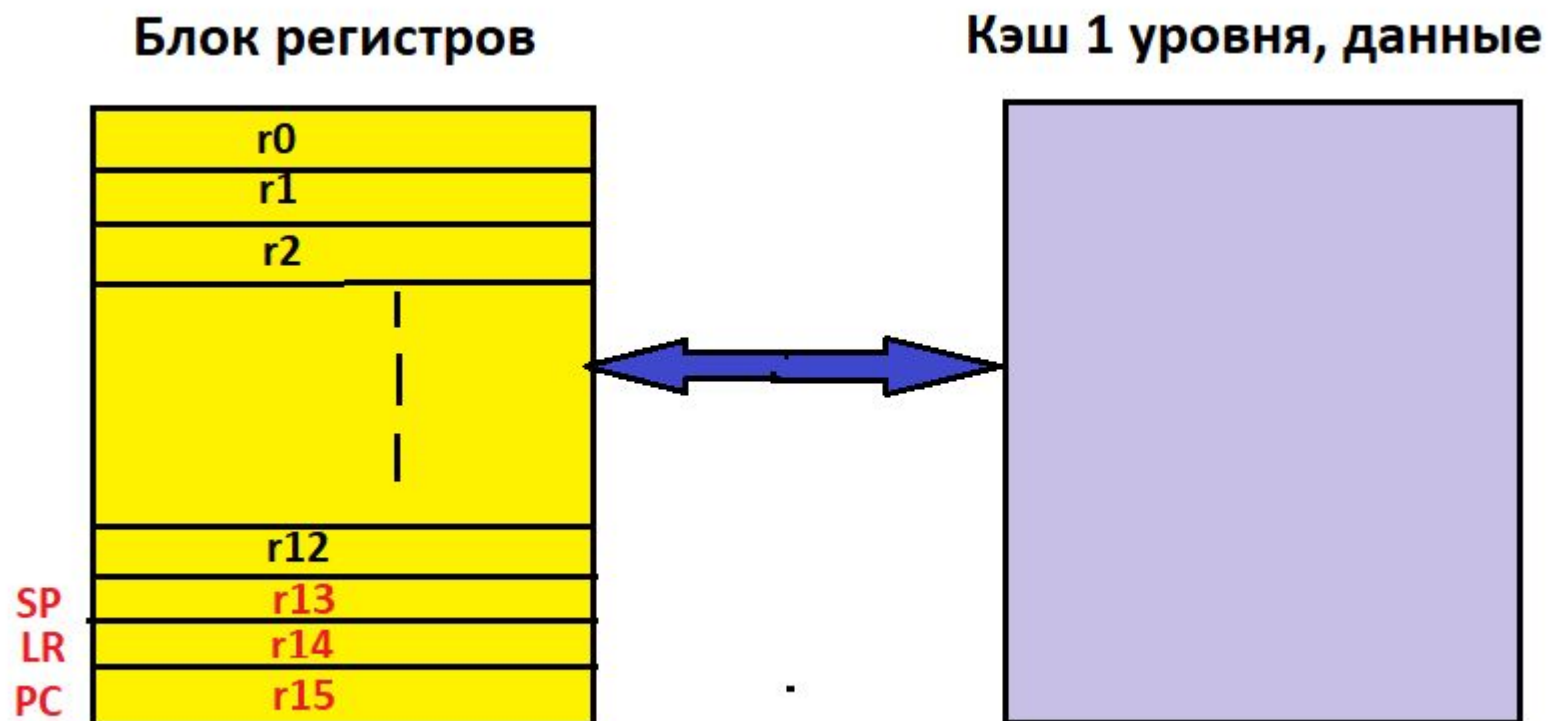 Блок регистров
Кэш 1 уровня, данные
r0
r1
r2
r12
SP r13
LR r14
PC r15